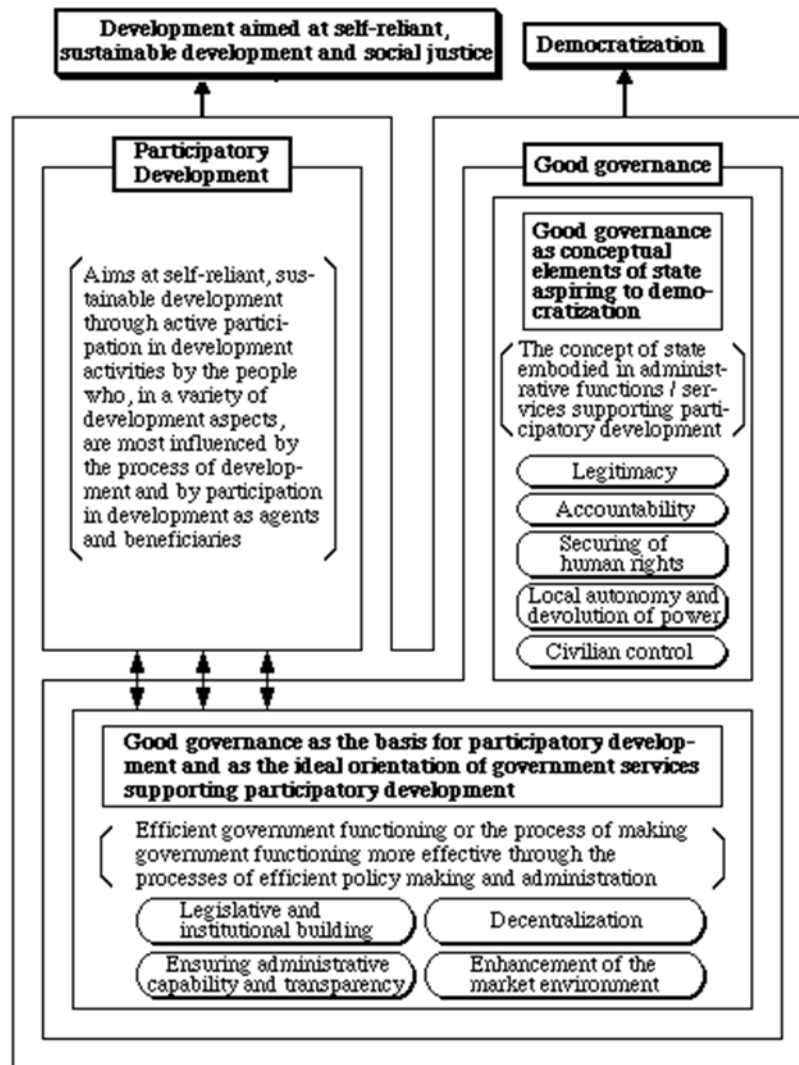 Development aimed at self-reliant,
sustainable development and social justice
Democratization
Participatory
Development
Aims at self-reliant, sus-
tainable development
through active partici-
pation in development
activities by the people
who, in a variety of
development aspects,
are most influenced by
the process of develop-
ment and by participation
in development as agents
and beneficiaries
Good governance
Good governance
as conceptual
elements of state
aspiring to demo-
cratization
The concept of state
embodied in administ-
rative functions / ser-
vices supporting parti-
cipatory development
Legitimacy
Accountability
Securing of
human rights
Local autonomy and
devolution of power
Civilian control
Good governance as the basis for participatory develop-
ment and as the ideal orientation of government services
supporting participatory development
Efficient government functioning or the process of making
government functioning more effective through the
processes of efficient policy making and administration
Legislative and
institutional building
Decentralization
Ensuring administrative
capability and transparency
Enhancement of the
market environment